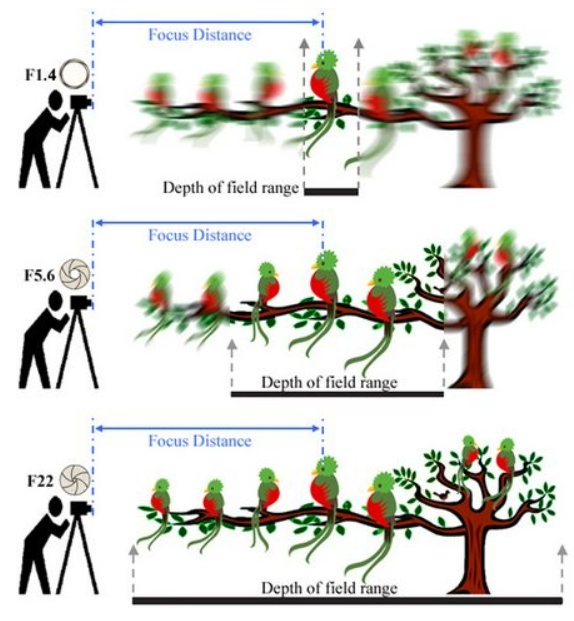 Focus Distance
F1.4
Depth of field range
Focus Distance
F5.6
Depth of field range
Focus Distance
F22
Depth of field range